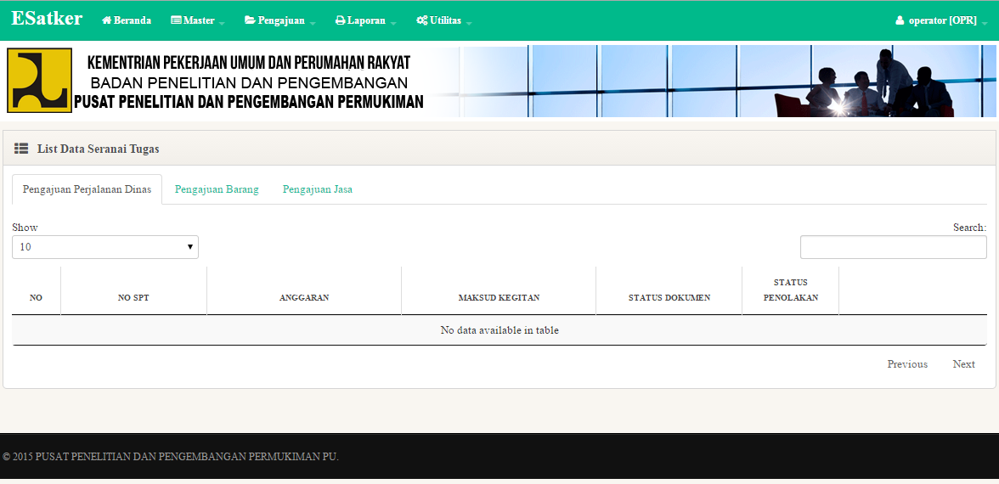 ESatker Beranda Master Pengajuan Laporan Utilitas operator [OPR]
KEMENTRIAN PEKERJAAN UMUM DAN PERUMAHAN RAKYAT
BADAN PENELITIAN DAN PENGEMBANGAN
PUSAT PENELITIAN DAN PENGEMBANGAN PERMUKIMAN
List Data Seranai Tugas
Pengajuan Perjalanan Dinas Pengajuan Barang Pengajuan Jasa
Show Search:
10
NO NO SPT ANGGARAN MAKSUD KEGITAN STATUS DOKUMEN STATUS PENOLAKAN
No data available in table
Previous Next
© 2015 PUSAT PENELITIAN DAN PENGEMBANGAN PERMUKIMAN PU.